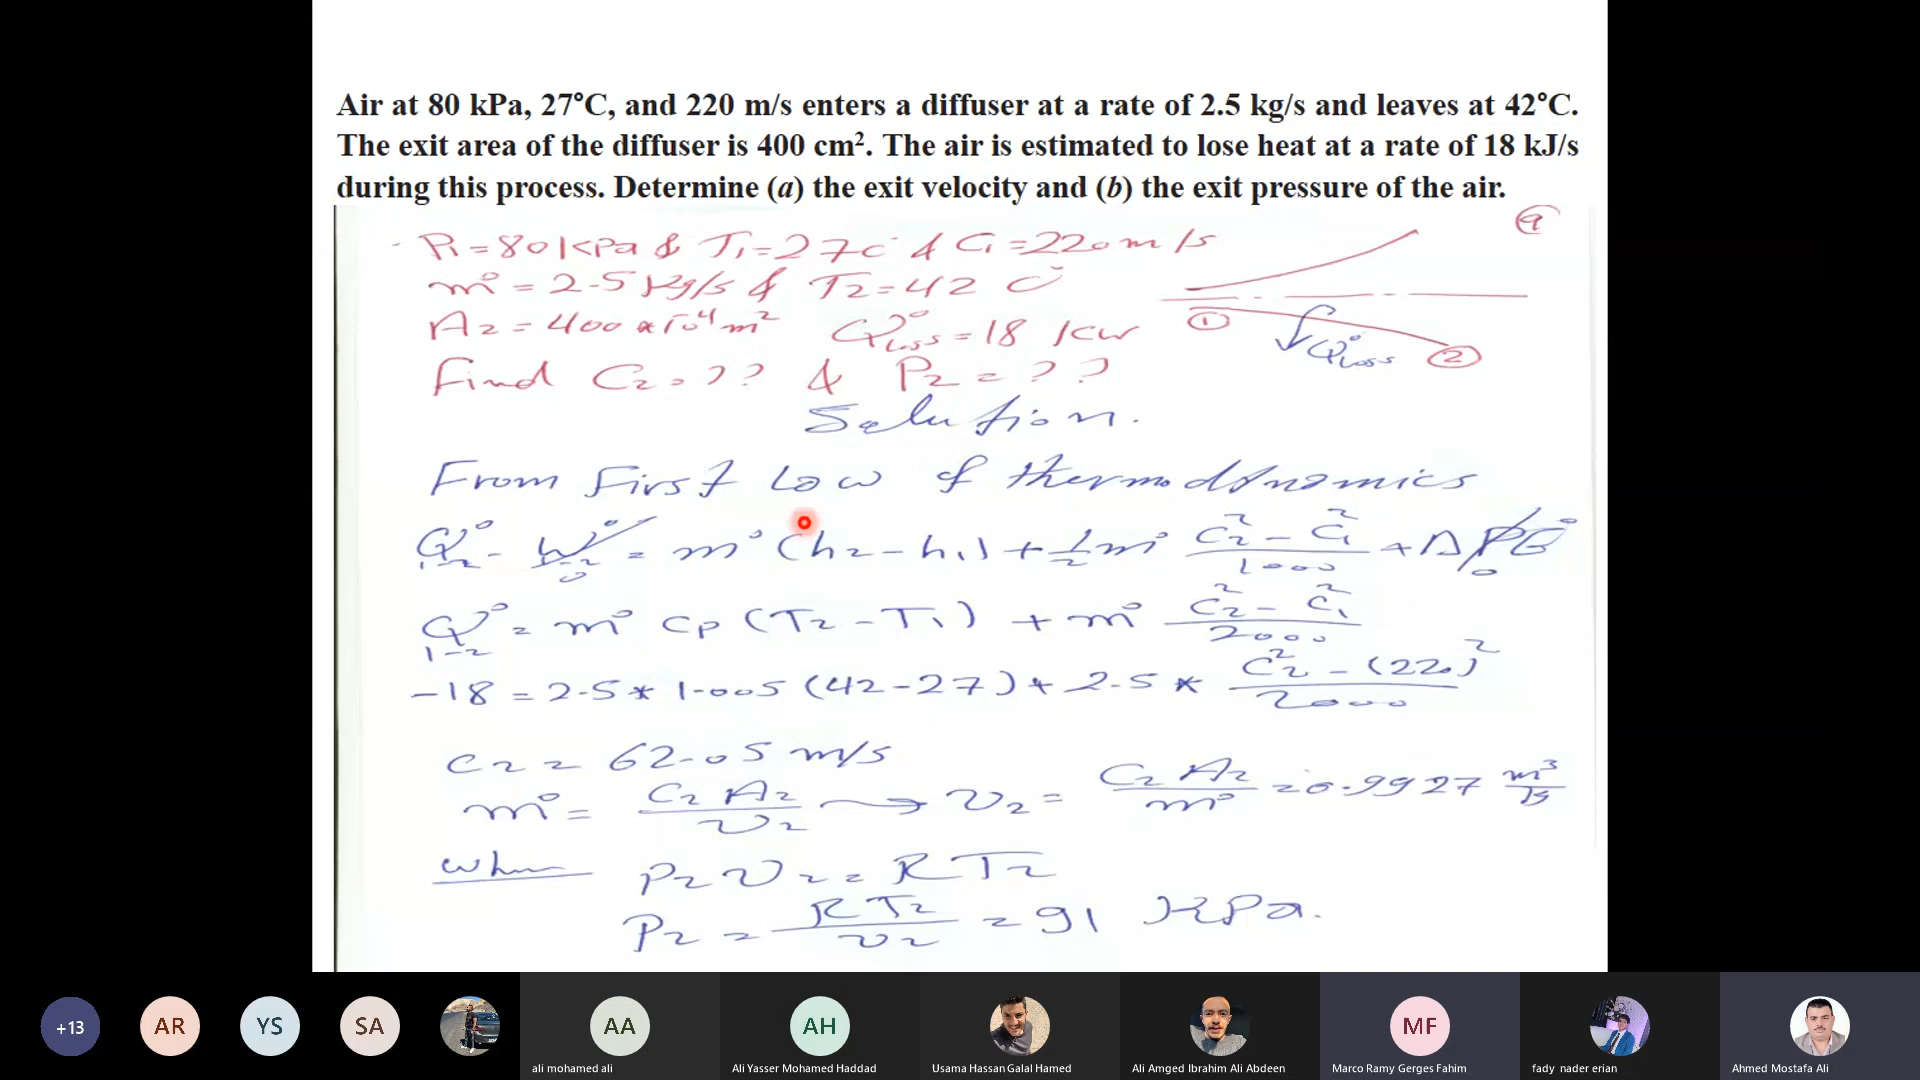 Air at 80 kPa, 27°C, and 220 m/s enters a diffuser at a rate of 2.5 kg/s and leaves at 42°C.
The exit area of the diffuser is 400 cm². The air is estimated to lose heat at a rate of 18 kJ/s
during this process. Determine (a) the exit velocity and (b) the exit pressure of the air.
9
P1 = 80 kPa & T1 = 27 c° & C1 = 220 m/s
m° = 2.5 kg/s & T2 = 42 c°
A2 = 400 * 10⁻⁴ m² Q°Loss = 18 kw
1
Q°Loss
2
find C2 = ?? & P2 = ??
Solution.
From First Low of thermodynamics
Q°1-2 - W°1-2 = m° (h2 - h1) + 1/2 m° (C2² - C1²)/1000 + ΔPE° 0
Q°1-2 = m° cp (T2 - T1) + m° (C2² - C1²)/2000
-18 = 2.5 * 1.005 (42 - 27) + 2.5 * (C2² - (220)²)/2000
C2 = 62.05 m/s
m° = C2 A2 / v2 → v2 = C2 A2 / m° = 0.9927 m³/kg
when P2 v2 = R T2
P2 = R T2 / v2 = 91 KPa.
+13
AR
YS
SA
AA
AH
MF
ali mohamed ali
Ali Yasser Mohamed Haddad
Usama Hassan Galal Hamed
Ali Amged Ibrahim Ali Abdeen
Marco Ramy Gerges Fahim
fady nader erian
Ahmed Mostafa Ali